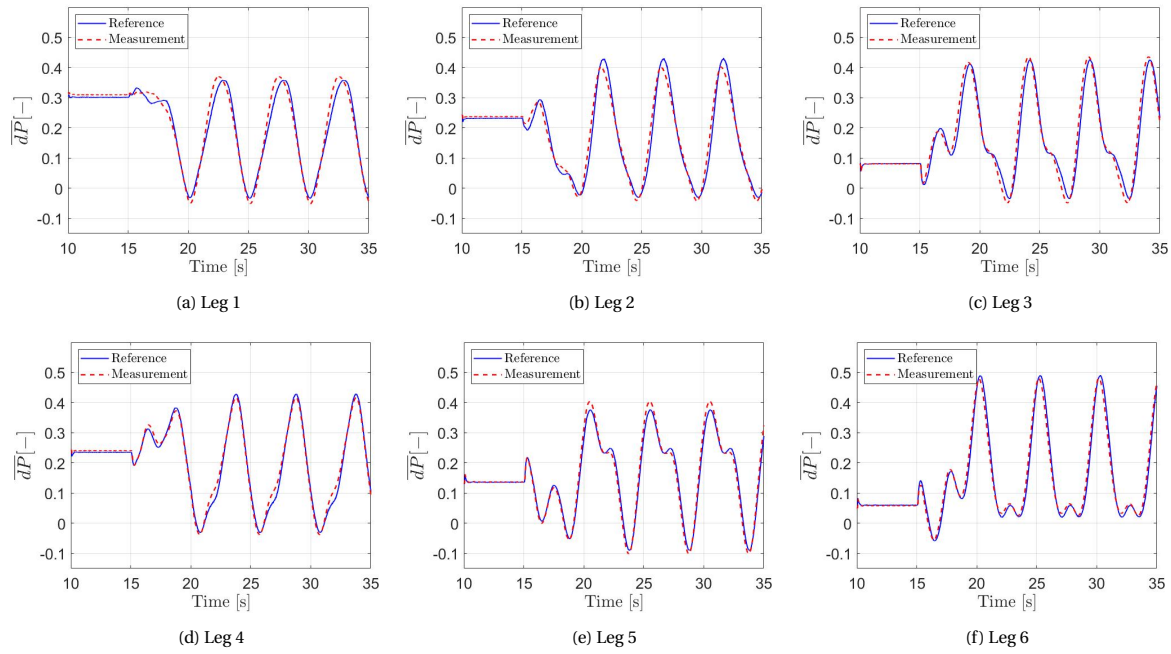 Reference
Measurement
0.5
0.4
0.3
0.2
0.1
0
-0.1
d̅P̅[−]
10 15 20 25 30 35
Time [s]
(a) Leg 1
Reference
Measurement
0.5
0.4
0.3
0.2
0.1
0
-0.1
d̅P̅[−]
10 15 20 25 30 35
Time [s]
(b) Leg 2
Reference
Measurement
0.5
0.4
0.3
0.2
0.1
0
-0.1
d̅P̅[−]
10 15 20 25 30 35
Time [s]
(c) Leg 3
Reference
Measurement
0.5
0.4
0.3
0.2
0.1
0
-0.1
d̅P̅[−]
10 15 20 25 30 35
Time [s]
(d) Leg 4
Reference
Measurement
0.5
0.4
0.3
0.2
0.1
0
-0.1
d̅P̅[−]
10 15 20 25 30 35
Time [s]
(e) Leg 5
Reference
Measurement
0.5
0.4
0.3
0.2
0.1
0
-0.1
d̅P̅[−]
10 15 20 25 30 35
Time [s]
(f) Leg 6